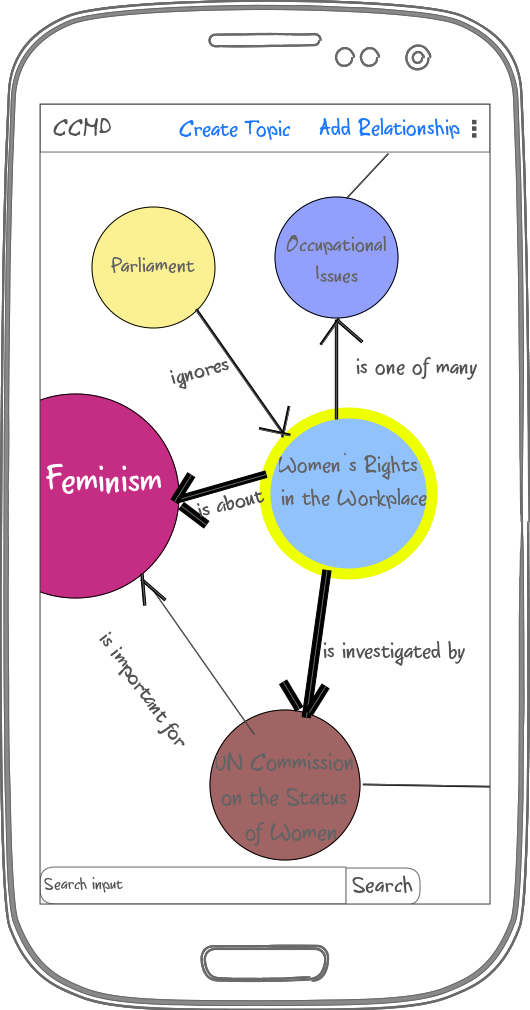 CCMD
Create Topic
Add Relationship
Parliament
Occupational
Issues
ignores
is one of many
Feminism
Women's Rights
in the Workplace
is about
is important for
is investigated by
UN Commission
on the Status
of Women
Search input
Search